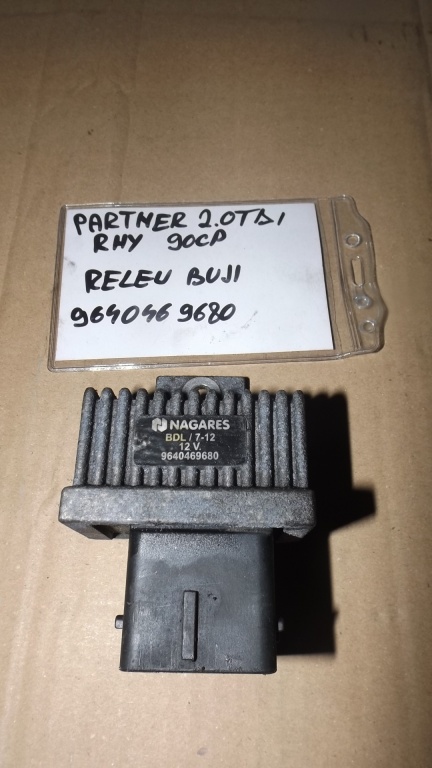 PARTNER 2.0TDI
RHY 90CP
RELEU BUJI
9640469680
NAGARES
BDL / 7-12
12 V.
9640469680